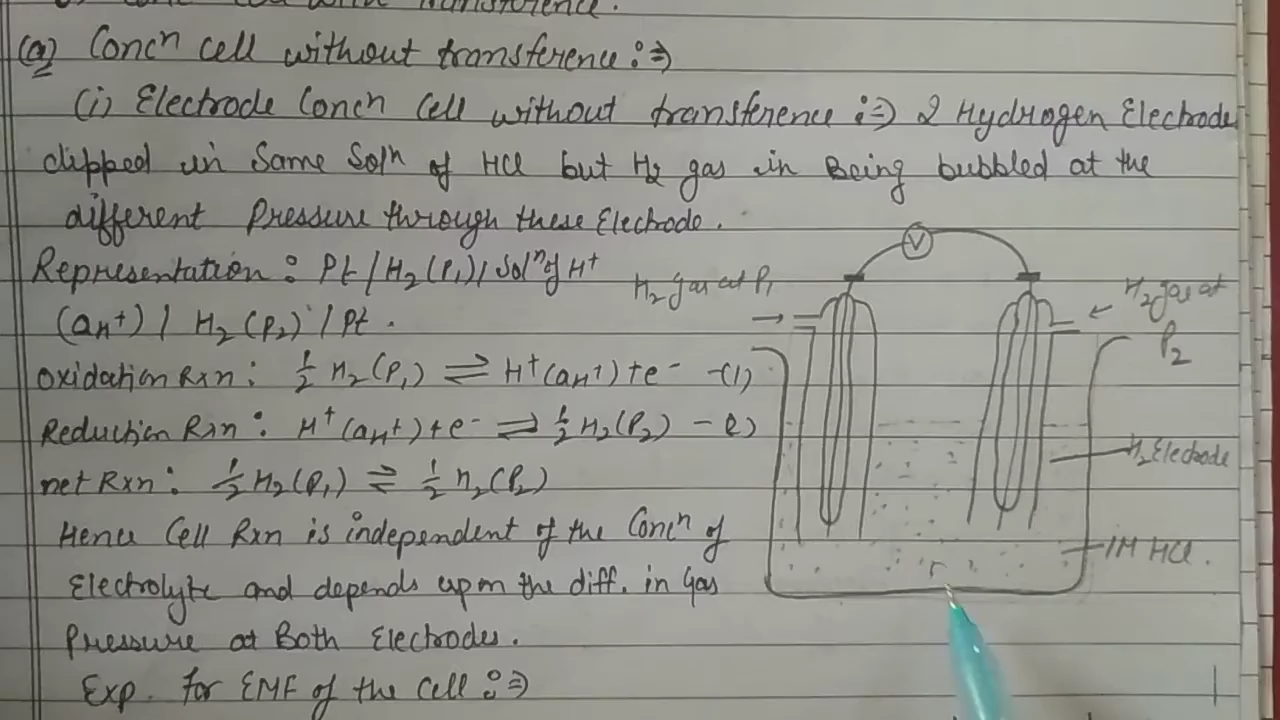 (a) Concn cell without transference :⇒
(i) Electrode Concn Cell without transference :⇒ 2 Hydrogen Electrode
dipped in Same Soln of HCl but H2 gas in Being bubbled at the
different Pressure through these Electrode.
Representation : Pt / H2 (P1) / Soln of H+
(aH+) / H2 (P2) / Pt.
Oxidation Rxn : 1/2 H2 (P1) ⇌ H+ (aH+) + e- -(1)
Reduction Rxn : H+ (aH+) + e- ⇌ 1/2 H2 (P2) - 2)
net Rxn : 1/2 H2 (P1) ⇌ 1/2 H2 (P2)
Hence Cell Rxn is independent of the Concn of
Electrolyte and depends upon the diff. in Gas
Pressure at Both Electrodes.
Exp. for EMF of the cell :⇒
V
H2 gas at P1
H2 gas at
P2
H2 Electrode
1M HCl.